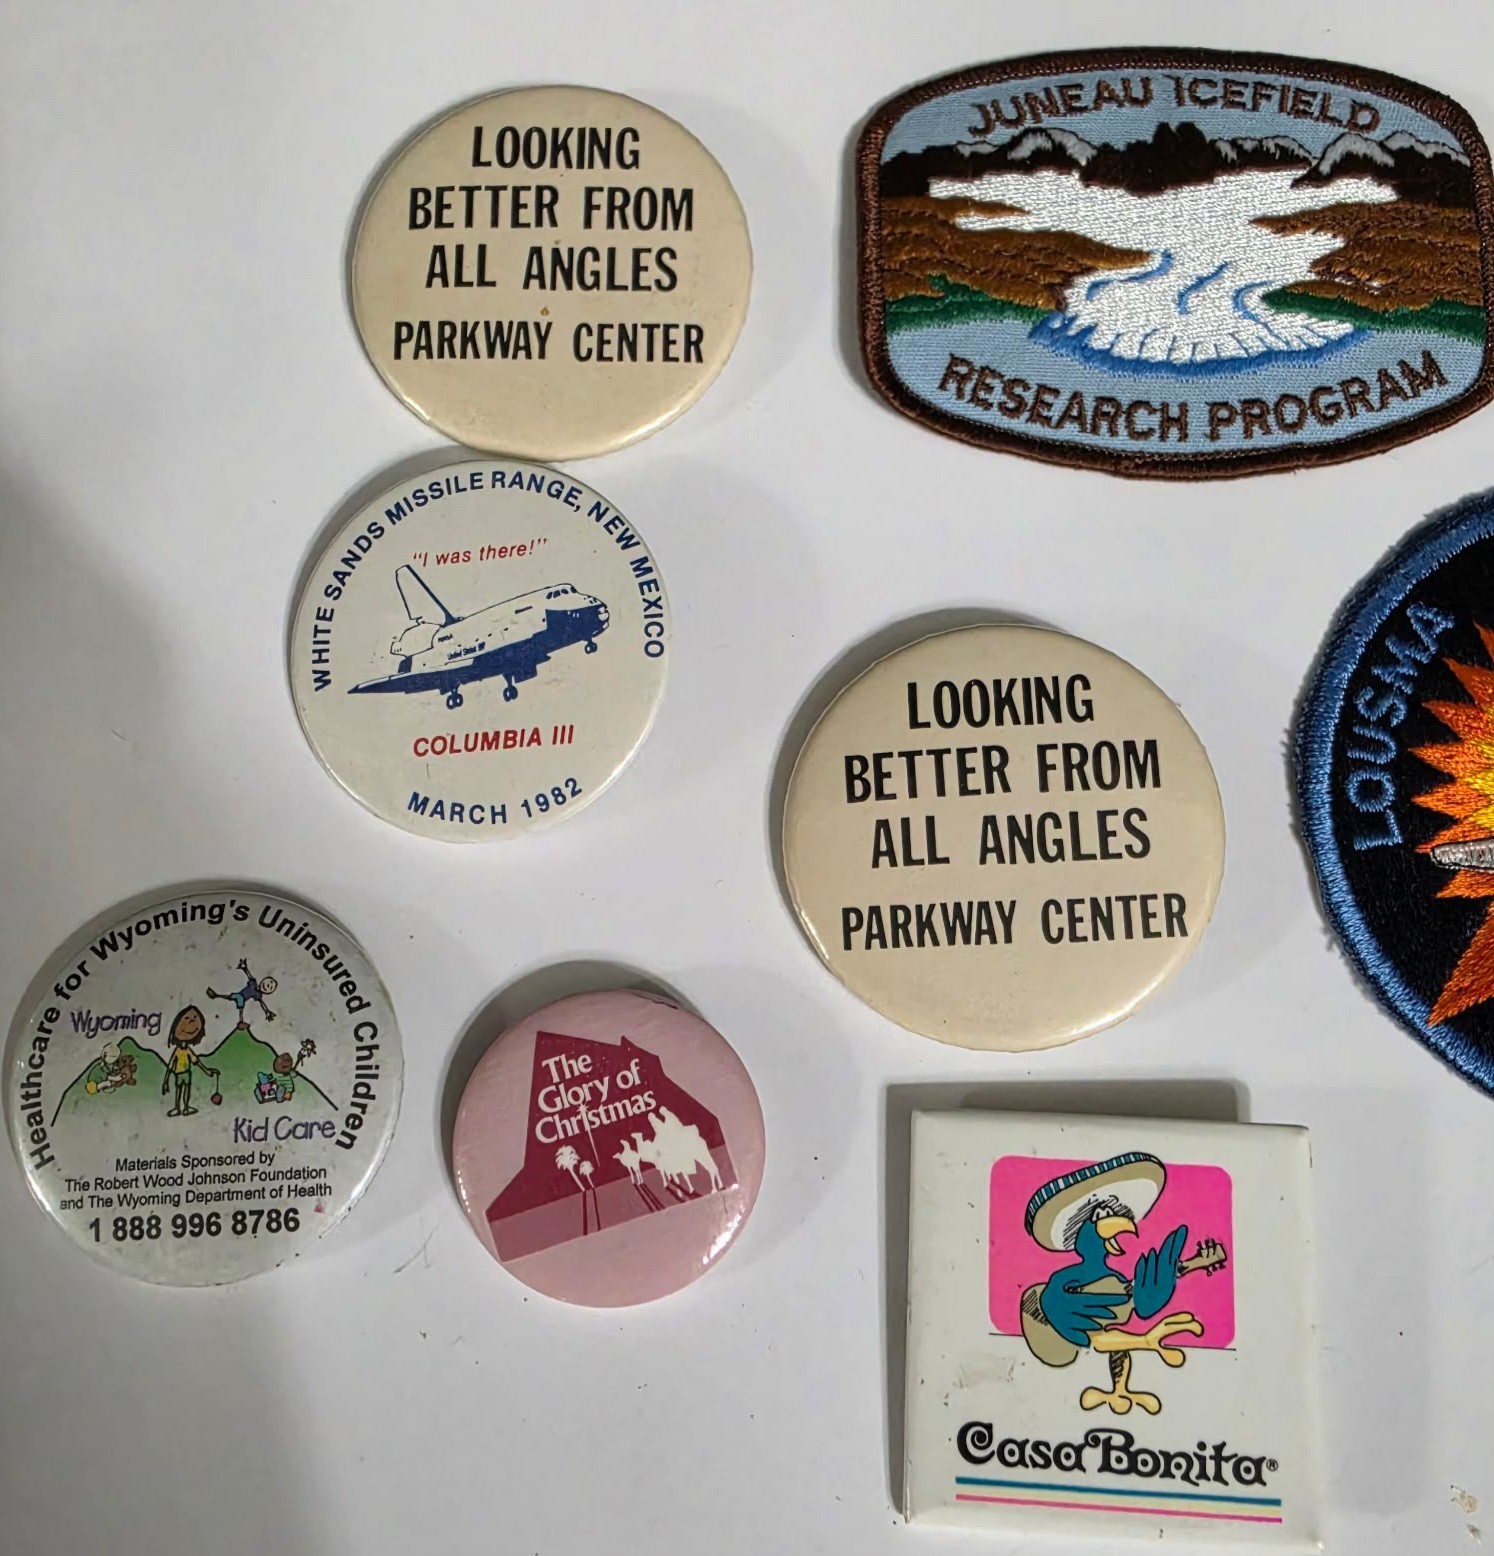 LOOKING
BETTER FROM
ALL ANGLES
PARKWAY CENTER
JUNEAU ICEFIELD
RESEARCH PROGRAM
WHITE SANDS MISSILE RANGE, NEW MEXICO
"I was there!"
United States
COLUMBIA III
MARCH 1982
LOUSMA
LOOKING
BETTER FROM
ALL ANGLES
PARKWAY CENTER
Healthcare for Wyoming's Uninsured Children
Wyoming
Kid Care
Materials Sponsored by
The Robert Wood Johnson Foundation
and The Wyoming Department of Health
1 888 996 8786
The
Glory of
Christmas
Casa Bonita®